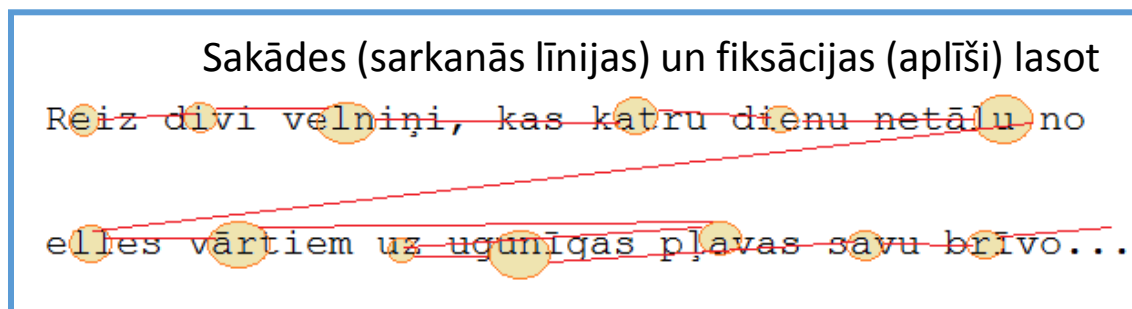 Sakādes (sarkanās līnijas) un fiksācijas (aplīši) lasot
Reiz divi velniņi, kas katru dienu netāļu no
elles vārtiem uz ugunīgas pļavas savu brīvo...